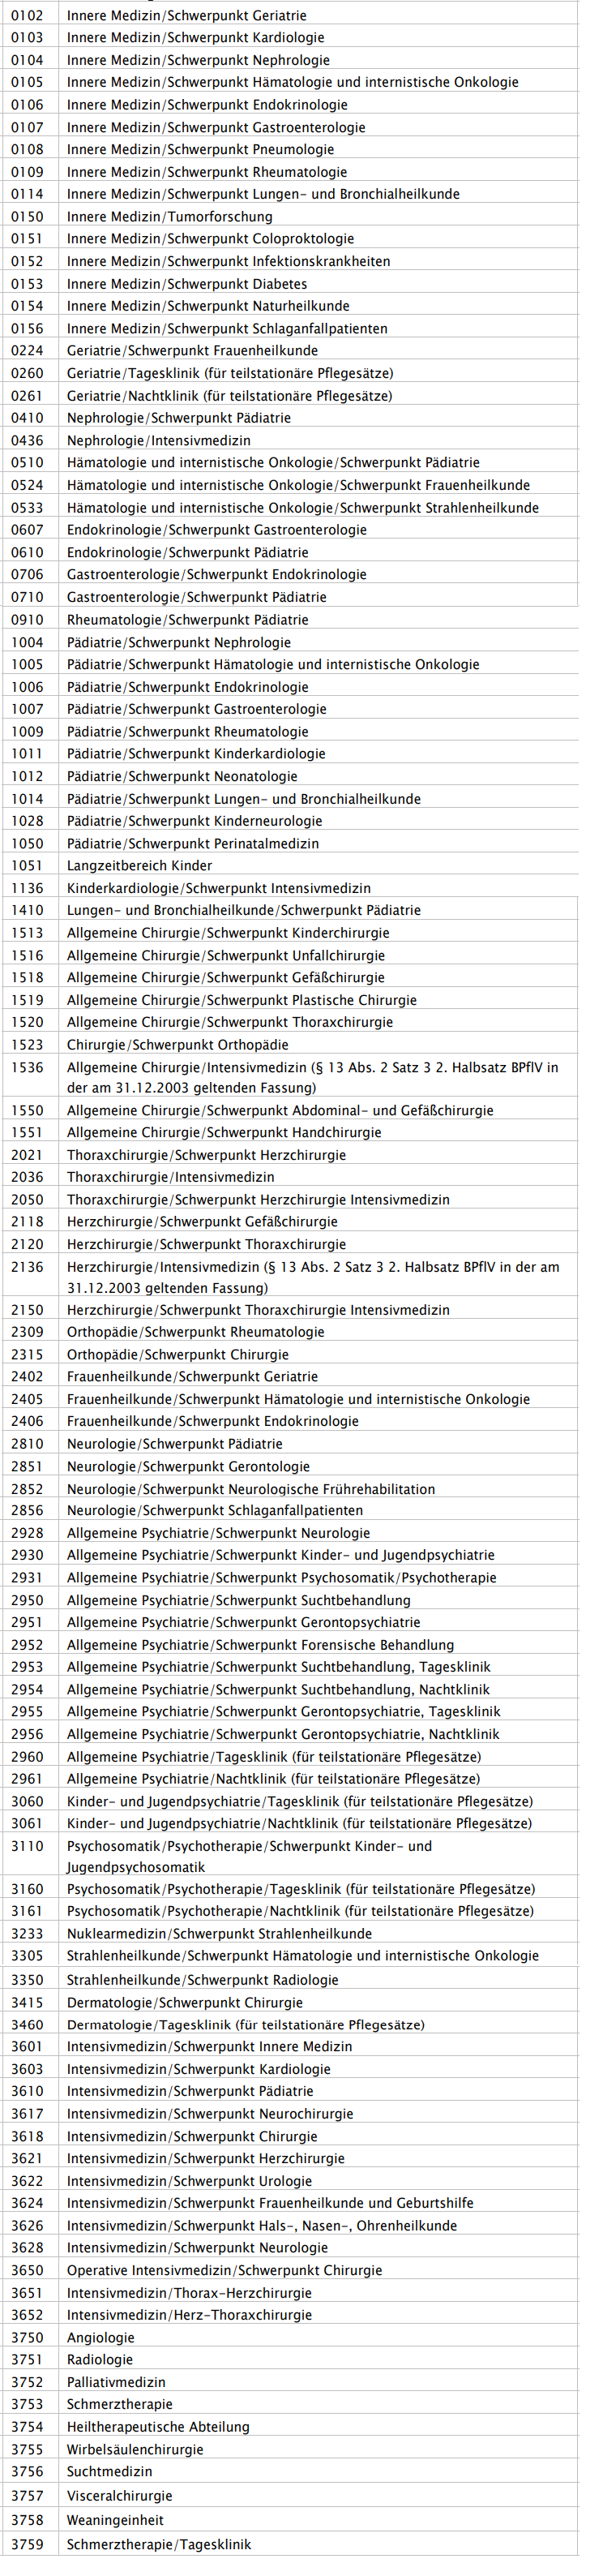 0102 Innere Medizin/Schwerpunkt Geriatrie
0103 Innere Medizin/Schwerpunkt Kardiologie
0104 Innere Medizin/Schwerpunkt Nephrologie
0105 Innere Medizin/Schwerpunkt Hämatologie und internistische Onkologie
0106 Innere Medizin/Schwerpunkt Endokrinologie
0107 Innere Medizin/Schwerpunkt Gastroenterologie
0108 Innere Medizin/Schwerpunkt Pneumologie
0109 Innere Medizin/Schwerpunkt Rheumatologie
0114 Innere Medizin/Schwerpunkt Lungen- und Bronchialheilkunde
0150 Innere Medizin/Tumorforschung
0151 Innere Medizin/Schwerpunkt Coloproktologie
0152 Innere Medizin/Schwerpunkt Infektionskrankheiten
0153 Innere Medizin/Schwerpunkt Diabetes
0154 Innere Medizin/Schwerpunkt Naturheilkunde
0156 Innere Medizin/Schwerpunkt Schlaganfallpatienten
0224 Geriatrie/Schwerpunkt Frauenheilkunde
0260 Geriatrie/Tagesklinik (für teilstationäre Pflegesätze)
0261 Geriatrie/Nachtklinik (für teilstationäre Pflegesätze)
0410 Nephrologie/Schwerpunkt Pädiatrie
0436 Nephrologie/Intensivmedizin
0510 Hämatologie und internistische Onkologie/Schwerpunkt Pädiatrie
0524 Hämatologie und internistische Onkologie/Schwerpunkt Frauenheilkunde
0533 Hämatologie und internistische Onkologie/Schwerpunkt Strahlenheilkunde
0607 Endokrinologie/Schwerpunkt Gastroenterologie
0610 Endokrinologie/Schwerpunkt Pädiatrie
0706 Gastroenterologie/Schwerpunkt Endokrinologie
0710 Gastroenterologie/Schwerpunkt Pädiatrie
0910 Rheumatologie/Schwerpunkt Pädiatrie
1004 Pädiatrie/Schwerpunkt Nephrologie
1005 Pädiatrie/Schwerpunkt Hämatologie und internistische Onkologie
1006 Pädiatrie/Schwerpunkt Endokrinologie
1007 Pädiatrie/Schwerpunkt Gastroenterologie
1009 Pädiatrie/Schwerpunkt Rheumatologie
1011 Pädiatrie/Schwerpunkt Kinderkardiologie
1012 Pädiatrie/Schwerpunkt Neonatologie
1014 Pädiatrie/Schwerpunkt Lungen- und Bronchialheilkunde
1028 Pädiatrie/Schwerpunkt Kinderneurologie
1050 Pädiatrie/Schwerpunkt Perinatalmedizin
1051 Langzeitbereich Kinder
1136 Kinderkardiologie/Schwerpunkt Intensivmedizin
1410 Lungen- und Bronchialheilkunde/Schwerpunkt Pädiatrie
1513 Allgemeine Chirurgie/Schwerpunkt Kinderchirurgie
1516 Allgemeine Chirurgie/Schwerpunkt Unfallchirurgie
1518 Allgemeine Chirurgie/Schwerpunkt Gefäßchirurgie
1519 Allgemeine Chirurgie/Schwerpunkt Plastische Chirurgie
1520 Allgemeine Chirurgie/Schwerpunkt Thoraxchirurgie
1523 Chirurgie/Schwerpunkt Orthopädie
1536 Allgemeine Chirurgie/Intensivmedizin (§ 13 Abs. 2 Satz 3 2. Halbsatz BPflV in
der am 31.12.2003 geltenden Fassung)
1550 Allgemeine Chirurgie/Schwerpunkt Abdominal- und Gefäßchirurgie
1551 Allgemeine Chirurgie/Schwerpunkt Handchirurgie
2021 Thoraxchirurgie/Schwerpunkt Herzchirurgie
2036 Thoraxchirurgie/Intensivmedizin
2050 Thoraxchirurgie/Schwerpunkt Herzchirurgie Intensivmedizin
2118 Herzchirurgie/Schwerpunkt Gefäßchirurgie
2120 Herzchirurgie/Schwerpunkt Thoraxchirurgie
2136 Herzchirurgie/Intensivmedizin (§ 13 Abs. 2 Satz 3 2. Halbsatz BPflV in der am
31.12.2003 geltenden Fassung)
2150 Herzchirurgie/Schwerpunkt Thoraxchirurgie Intensivmedizin
2309 Orthopädie/Schwerpunkt Rheumatologie
2315 Orthopädie/Schwerpunkt Chirurgie
2402 Frauenheilkunde/Schwerpunkt Geriatrie
2405 Frauenheilkunde/Schwerpunkt Hämatologie und internistische Onkologie
2406 Frauenheilkunde/Schwerpunkt Endokrinologie
2810 Neurologie/Schwerpunkt Pädiatrie
2851 Neurologie/Schwerpunkt Gerontologie
2852 Neurologie/Schwerpunkt Neurologische Frührehabilitation
2856 Neurologie/Schwerpunkt Schlaganfallpatienten
2928 Allgemeine Psychiatrie/Schwerpunkt Neurologie
2930 Allgemeine Psychiatrie/Schwerpunkt Kinder- und Jugendpsychiatrie
2931 Allgemeine Psychiatrie/Schwerpunkt Psychosomatik/Psychotherapie
2950 Allgemeine Psychiatrie/Schwerpunkt Suchtbehandlung
2951 Allgemeine Psychiatrie/Schwerpunkt Gerontopsychiatrie
2952 Allgemeine Psychiatrie/Schwerpunkt Forensische Behandlung
2953 Allgemeine Psychiatrie/Schwerpunkt Suchtbehandlung, Tagesklinik
2954 Allgemeine Psychiatrie/Schwerpunkt Suchtbehandlung, Nachtklinik
2955 Allgemeine Psychiatrie/Schwerpunkt Gerontopsychiatrie, Tagesklinik
2956 Allgemeine Psychiatrie/Schwerpunkt Gerontopsychiatrie, Nachtklinik
2960 Allgemeine Psychiatrie/Tagesklinik (für teilstationäre Pflegesätze)
2961 Allgemeine Psychiatrie/Nachtklinik (für teilstationäre Pflegesätze)
3060 Kinder- und Jugendpsychiatrie/Tagesklinik (für teilstationäre Pflegesätze)
3061 Kinder- und Jugendpsychiatrie/Nachtklinik (für teilstationäre Pflegesätze)
3110 Psychosomatik/Psychotherapie/Schwerpunkt Kinder- und
Jugendpsychosomatik
3160 Psychosomatik/Psychotherapie/Tagesklinik (für teilstationäre Pflegesätze)
3161 Psychosomatik/Psychotherapie/Nachtklinik (für teilstationäre Pflegesätze)
3233 Nuklearmedizin/Schwerpunkt Strahlenheilkunde
3305 Strahlenheilkunde/Schwerpunkt Hämatologie und internistische Onkologie
3350 Strahlenheilkunde/Schwerpunkt Radiologie
3415 Dermatologie/Schwerpunkt Chirurgie
3460 Dermatologie/Tagesklinik (für teilstationäre Pflegesätze)
3601 Intensivmedizin/Schwerpunkt Innere Medizin
3603 Intensivmedizin/Schwerpunkt Kardiologie
3610 Intensivmedizin/Schwerpunkt Pädiatrie
3617 Intensivmedizin/Schwerpunkt Neurochirurgie
3618 Intensivmedizin/Schwerpunkt Chirurgie
3621 Intensivmedizin/Schwerpunkt Herzchirurgie
3622 Intensivmedizin/Schwerpunkt Urologie
3624 Intensivmedizin/Schwerpunkt Frauenheilkunde und Geburtshilfe
3626 Intensivmedizin/Schwerpunkt Hals-, Nasen-, Ohrenheilkunde
3628 Intensivmedizin/Schwerpunkt Neurologie
3650 Operative Intensivmedizin/Schwerpunkt Chirurgie
3651 Intensivmedizin/Thorax-Herzchirurgie
3652 Intensivmedizin/Herz-Thoraxchirurgie
3750 Angiologie
3751 Radiologie
3752 Palliativmedizin
3753 Schmerztherapie
3754 Heiltherapeutische Abteilung
3755 Wirbelsäulenchirurgie
3756 Suchtmedizin
3757 Visceralchirurgie
3758 Weaningeinheit
3759 Schmerztherapie/Tagesklinik